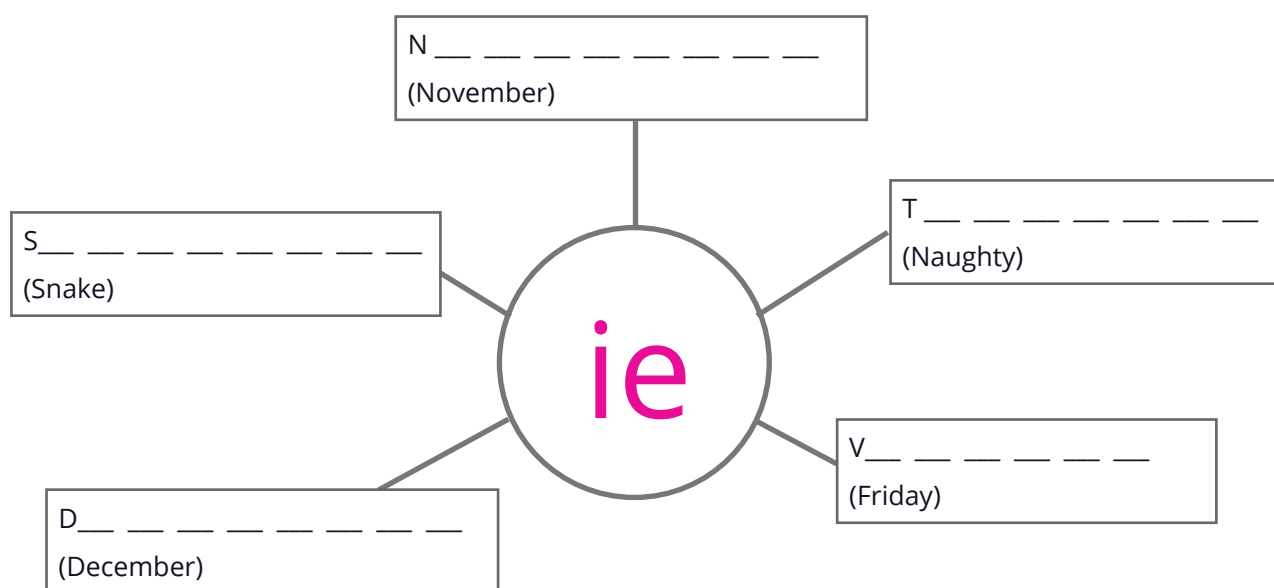 N ___ ___ ___ ___ ___ ___ ___ ___
(November)
T ___ ___ ___ ___ ___ ___ ___
(Naughty)
S___ ___ ___ ___ ___ ___ ___ ___
(Snake)
ie
V___ ___ ___ ___ ___ ___
(Friday)
D___ ___ ___ ___ ___ ___ ___ ___
(December)